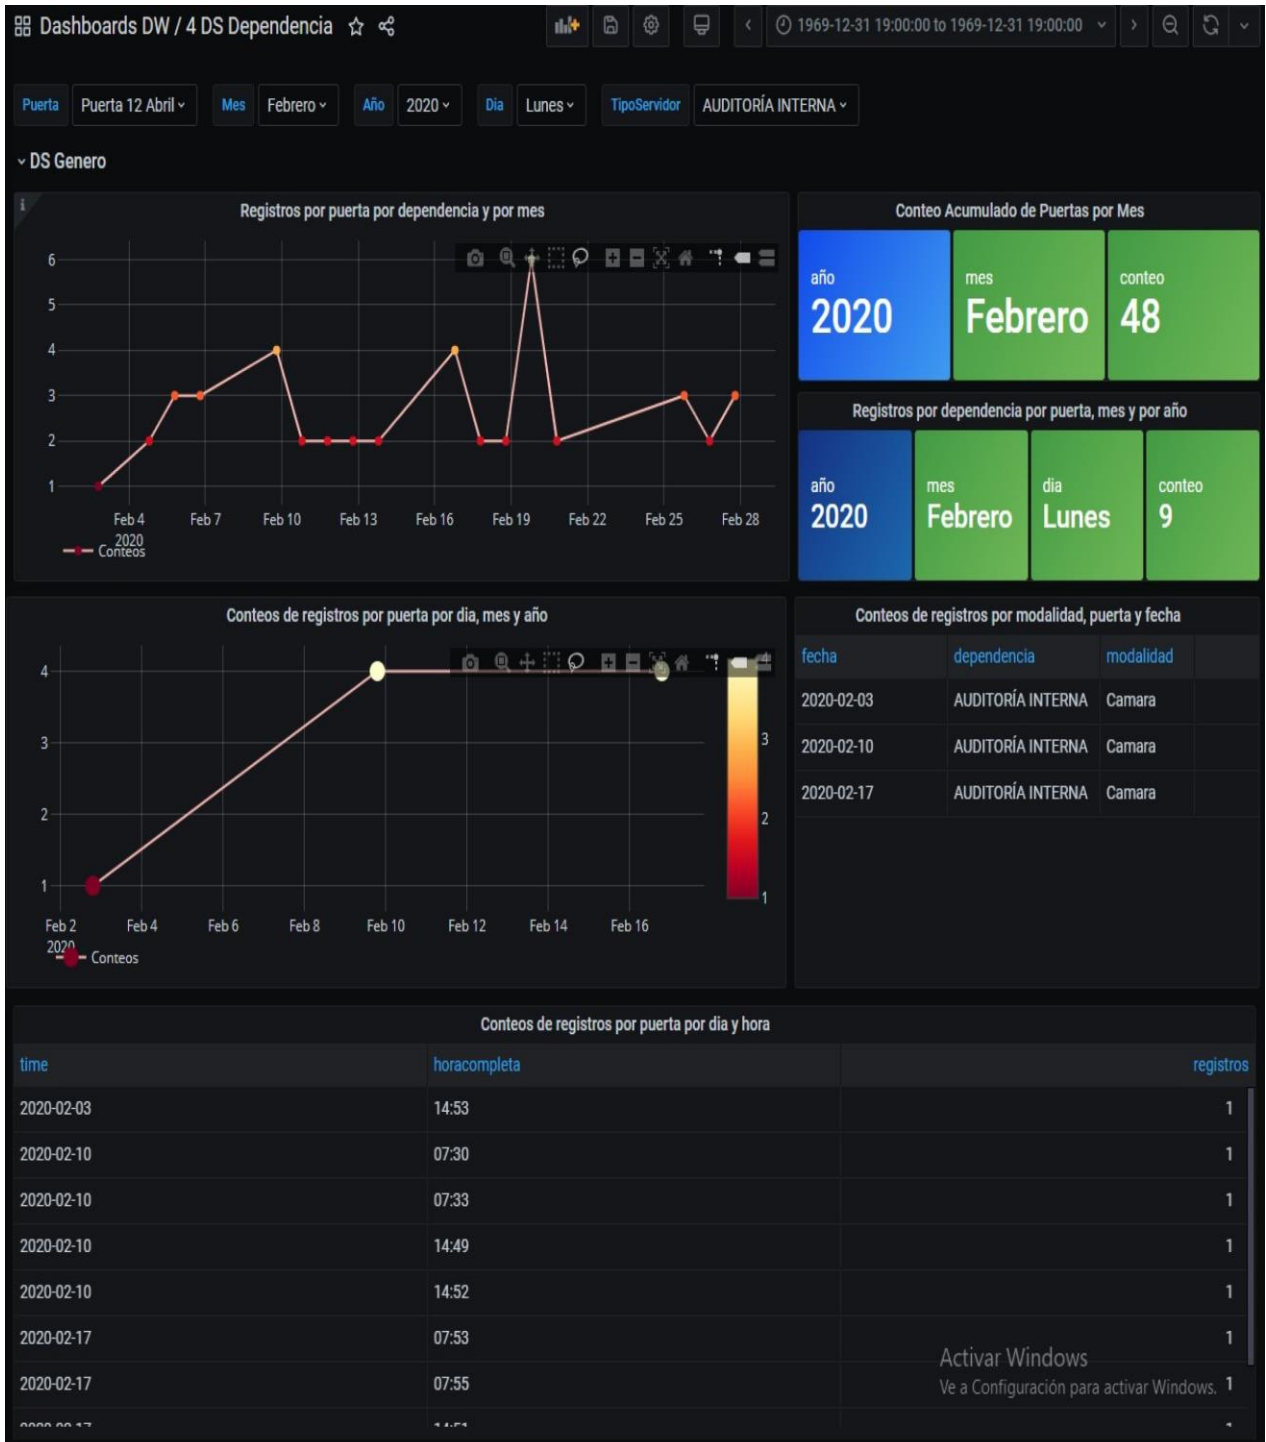 Dashboards DW / 4 DS Dependencia
1969-12-31 19:00:00 to 1969-12-31 19:00:00
Puerta Puerta 12 Abril Mes Febrero Año 2020 Dia Lunes TipoServidor AUDITORÍA INTERNA
DS Genero
i
Registros por puerta por dependencia y por mes
6
5
4
3
2
1
Feb 4 Feb 7 Feb 10 Feb 13 Feb 16 Feb 19 Feb 22 Feb 25 Feb 28
2020
Conteos
Conteo Acumulado de Puertas por Mes
año mes conteo
2020 Febrero 48
Registros por dependencia por puerta, mes y por año
año mes dia conteo
2020 Febrero Lunes 9
Conteos de registros por puerta por dia, mes y año
4
3
2
1
4
3
2
1
Feb 2 Feb 4 Feb 6 Feb 8 Feb 10 Feb 12 Feb 14 Feb 16
2020
Conteos
Conteos de registros por modalidad, puerta y fecha
fecha dependencia modalidad
2020-02-03 AUDITORÍA INTERNA Camara
2020-02-10 AUDITORÍA INTERNA Camara
2020-02-17 AUDITORÍA INTERNA Camara
Conteos de registros por puerta por dia y hora
time horacompleta registros
2020-02-03 14:53 1
2020-02-10 07:30 1
2020-02-10 07:33 1
2020-02-10 14:49 1
2020-02-10 14:52 1
2020-02-17 07:53 1
2020-02-17 07:55 1
Activar Windows
Ve a Configuración para activar Windows.